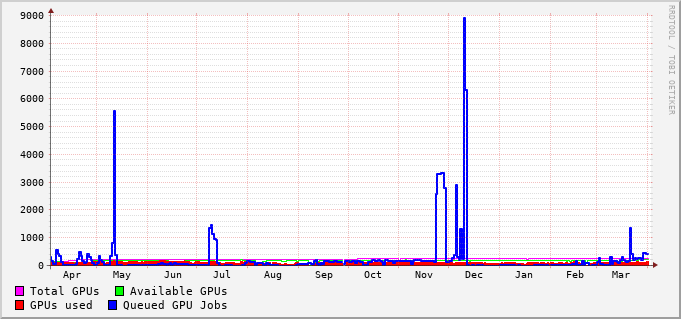 RRDTOOL / TOBI OETIKER
9000
8000
7000
6000
5000
4000
3000
2000
1000
0
Apr May Jun Jul Aug Sep Oct Nov Dec Jan Feb Mar
Total GPUs Available GPUs
GPUs used Queued GPU Jobs